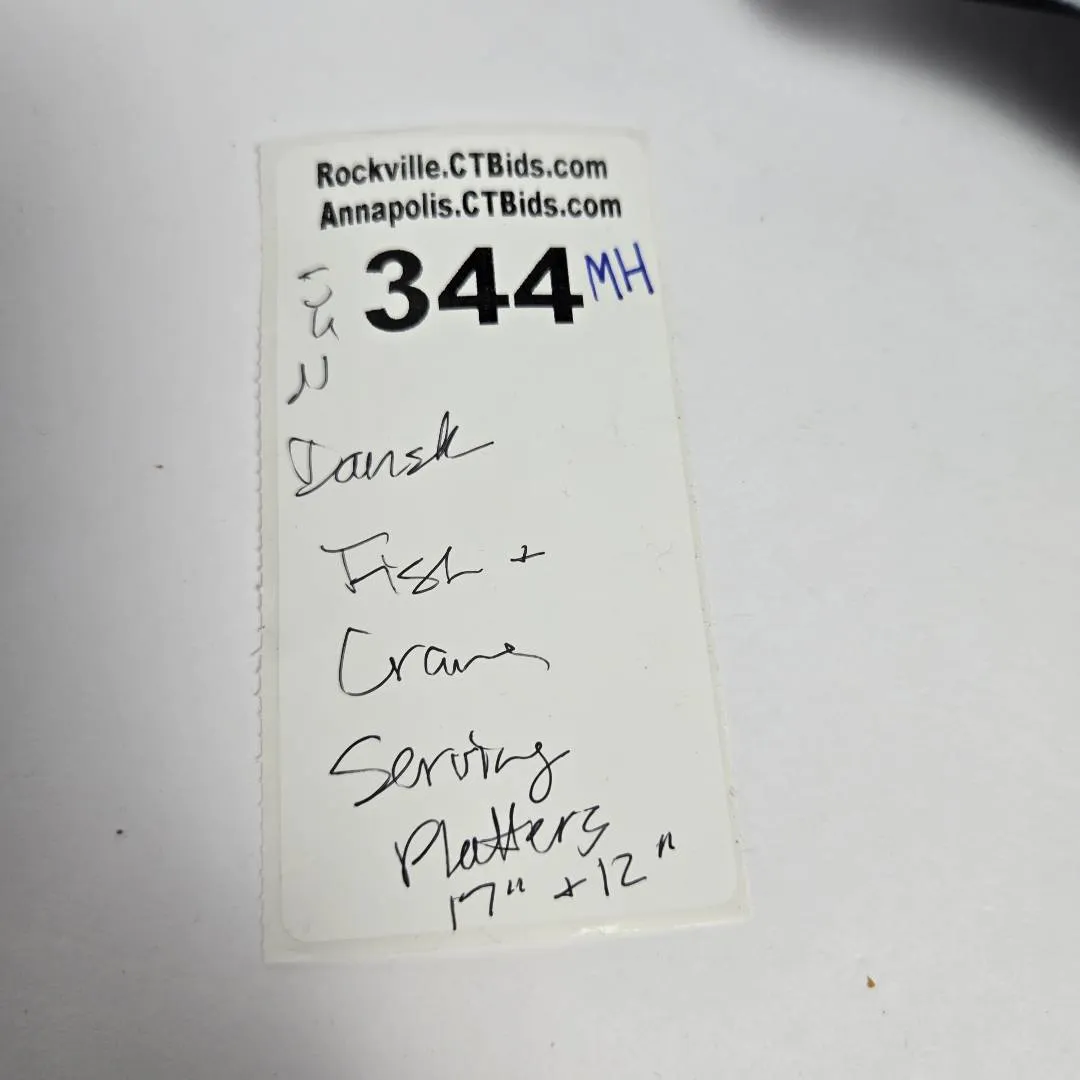 Rockville.CTBids.com
Annapolis.CTBids.com
344 MH
Dansk
Fish +
Crane
Serving
Platters
17" + 12"